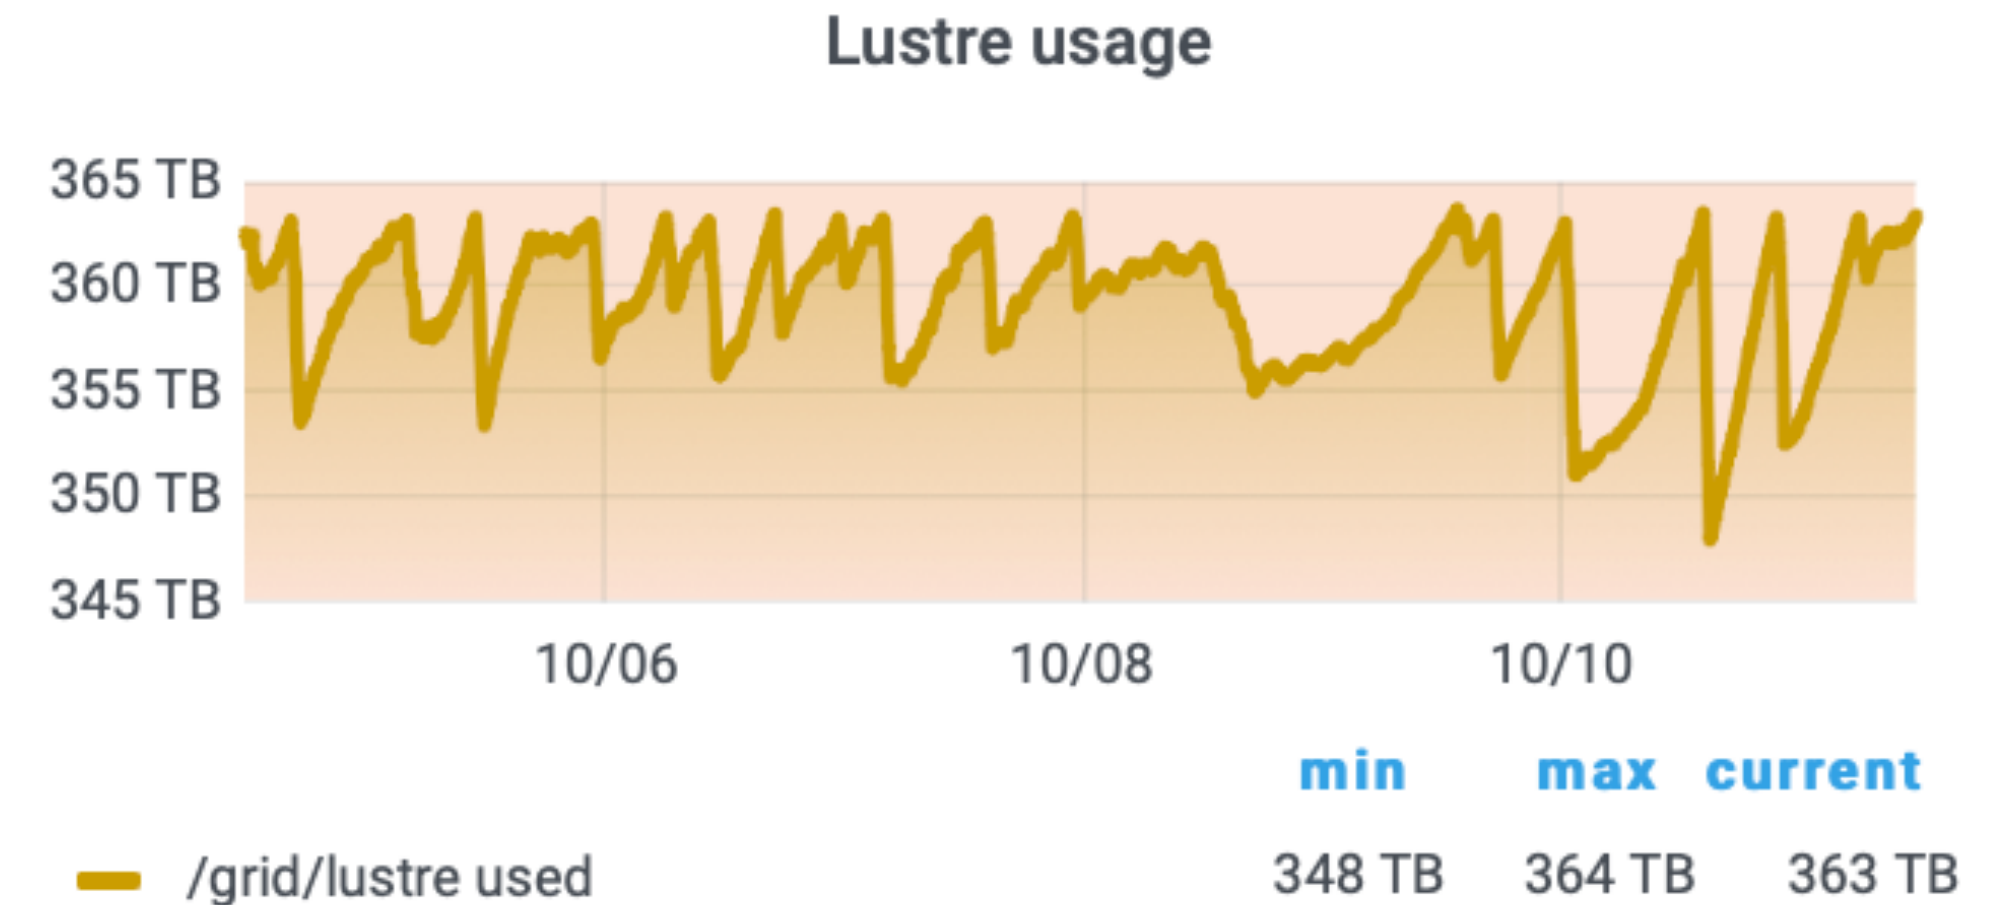 Lustre usage
365 TB
360 TB
355 TB
350 TB
345 TB
10/06 10/08 10/10
min max current
/grid/lustre used 348 TB 364 TB 363 TB